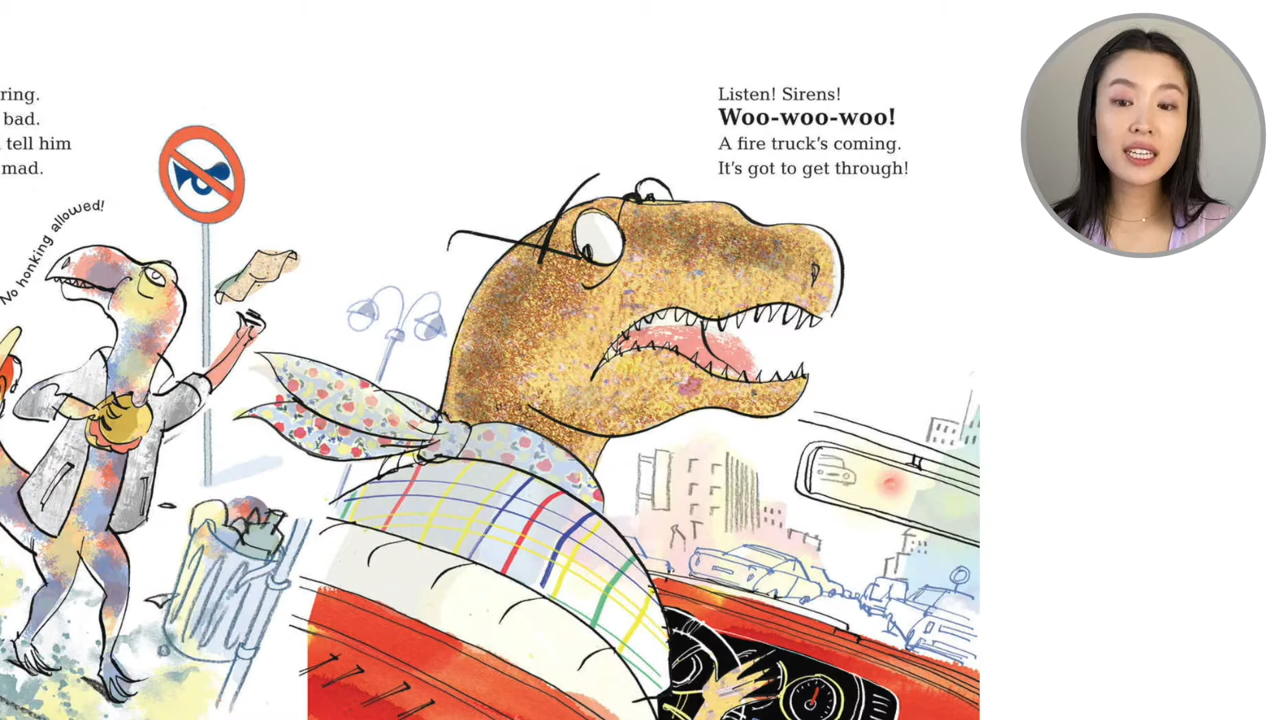 ring.
bad.
tell him
mad.
No honking allowed!
Listen! Sirens!
Woo-woo-woo!
A fire truck's coming.
It's got to get through!